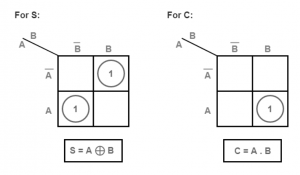 For S:
For C:
B
A
B̅ B
B
A
B̅ B
A̅ 1
A̅
A 1
A 1
S = A ⊕ B
C = A . B